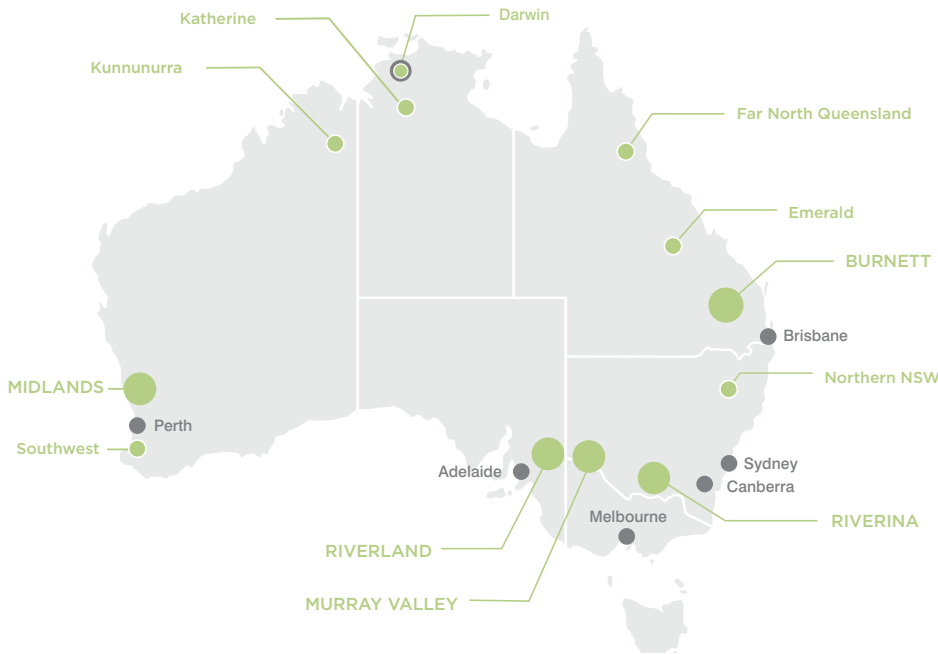 Darwin
Katherine
Kunnunurra
Far North Queensland
Emerald
BURNETT
Brisbane
Northern NSW
MIDLANDS
Perth
Southwest
Adelaide
Sydney
Canberra
Melbourne
RIVERINA
RIVERLAND
MURRAY VALLEY